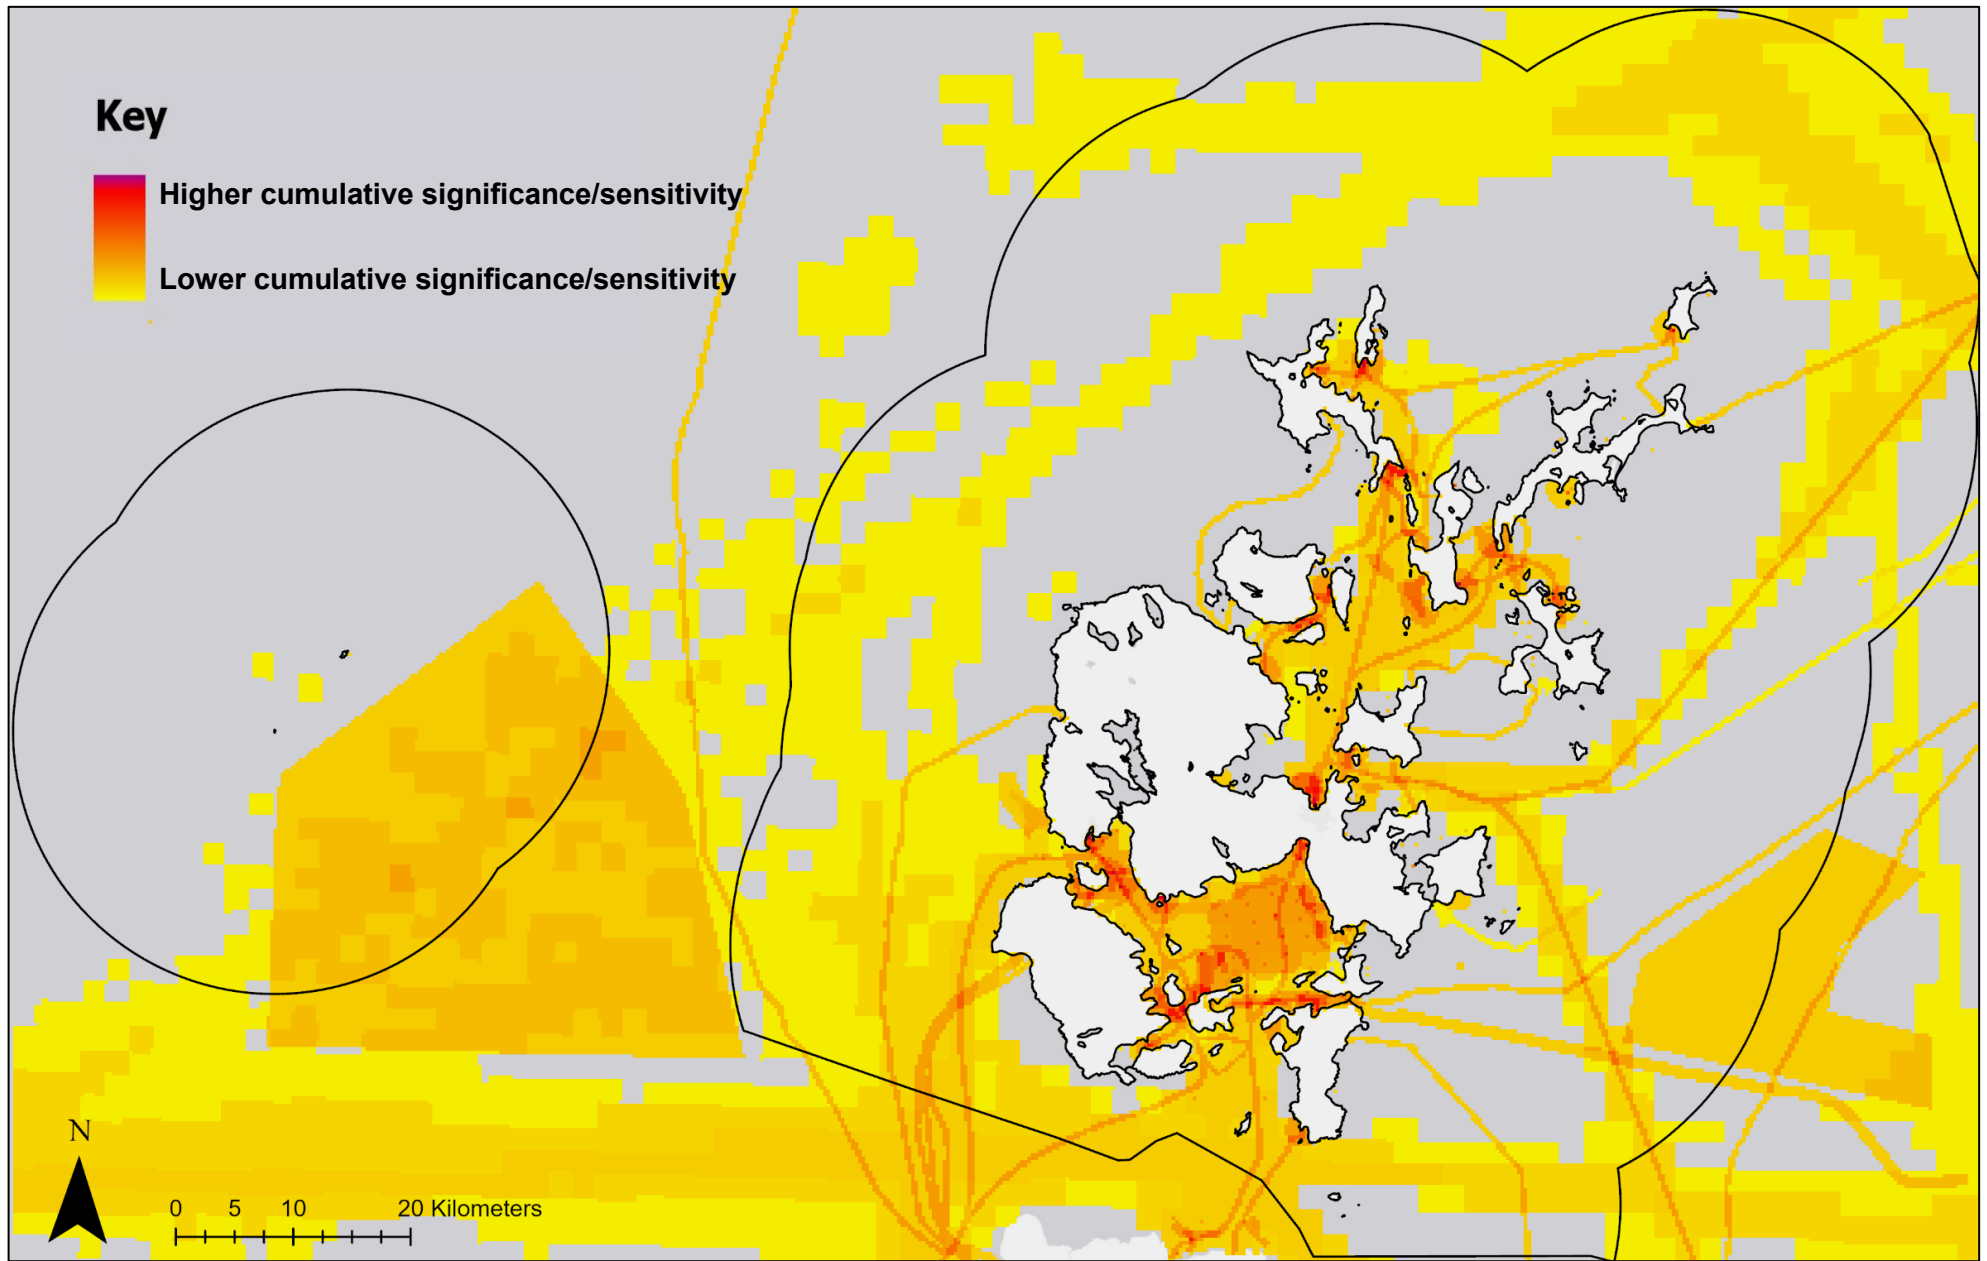 Key
Higher cumulative significance/sensitivity
Lower cumulative significance/sensitivity
N
0 5 10 20 Kilometers